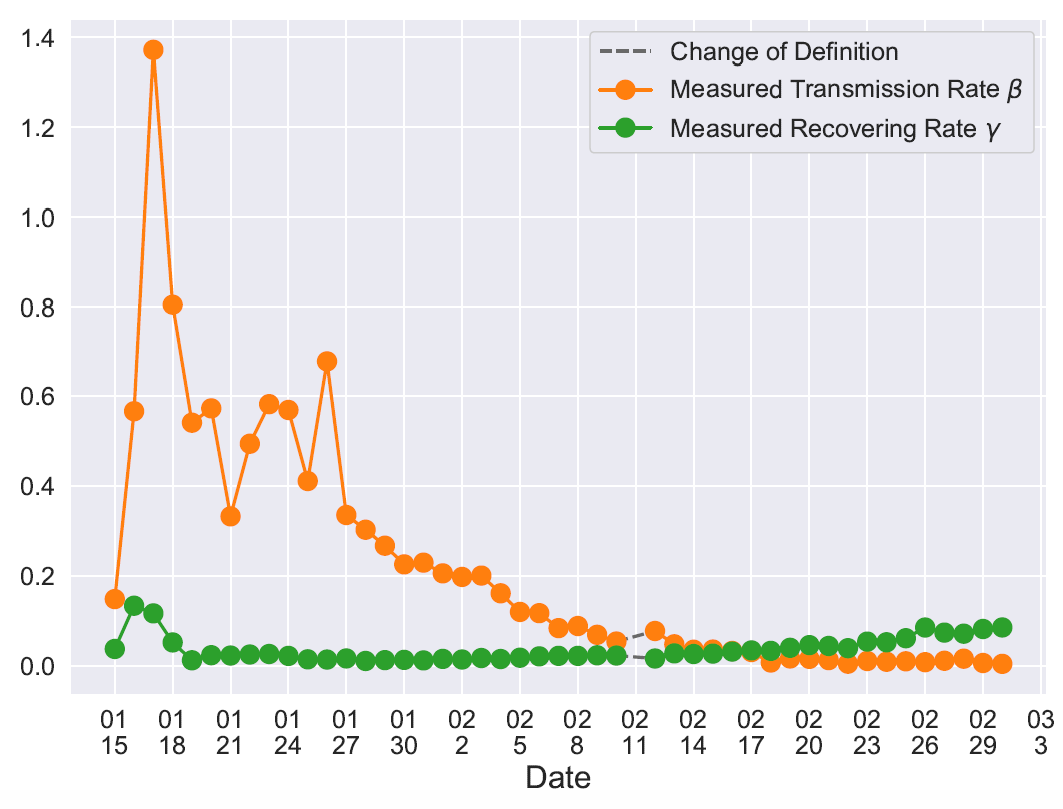 1.4
1.2
1.0
0.8
0.6
0.4
0.2
0.0
Change of Definition
Measured Transmission Rate β
Measured Recovering Rate γ
01 01 01 01 01 01 02 02 02 02 02 02 02 02 02 02 03
15 18 21 24 27 30 2 5 8 11 14 17 20 23 26 29 3
Date